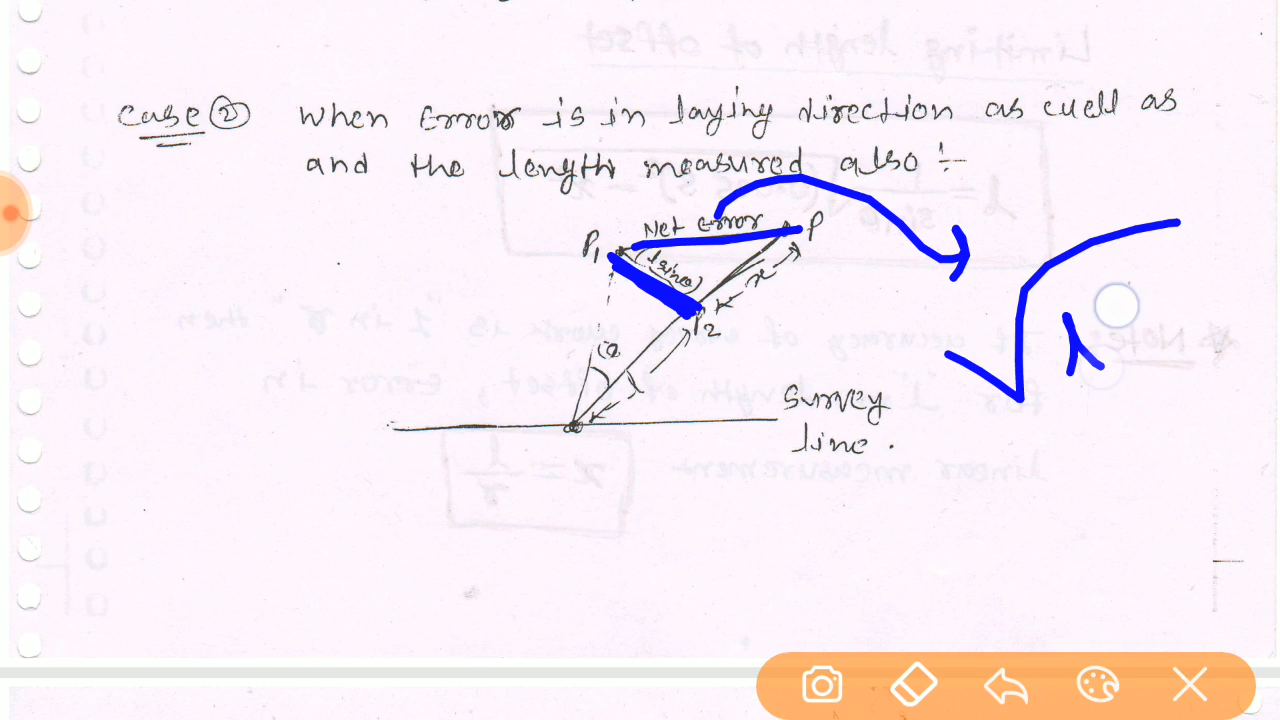 Case ② When Error is in laying direction as well as
and the length measured also :-
Net Error
P₁
P
(l sinα)
x
P₂
α
l
Survey
line.
√ l